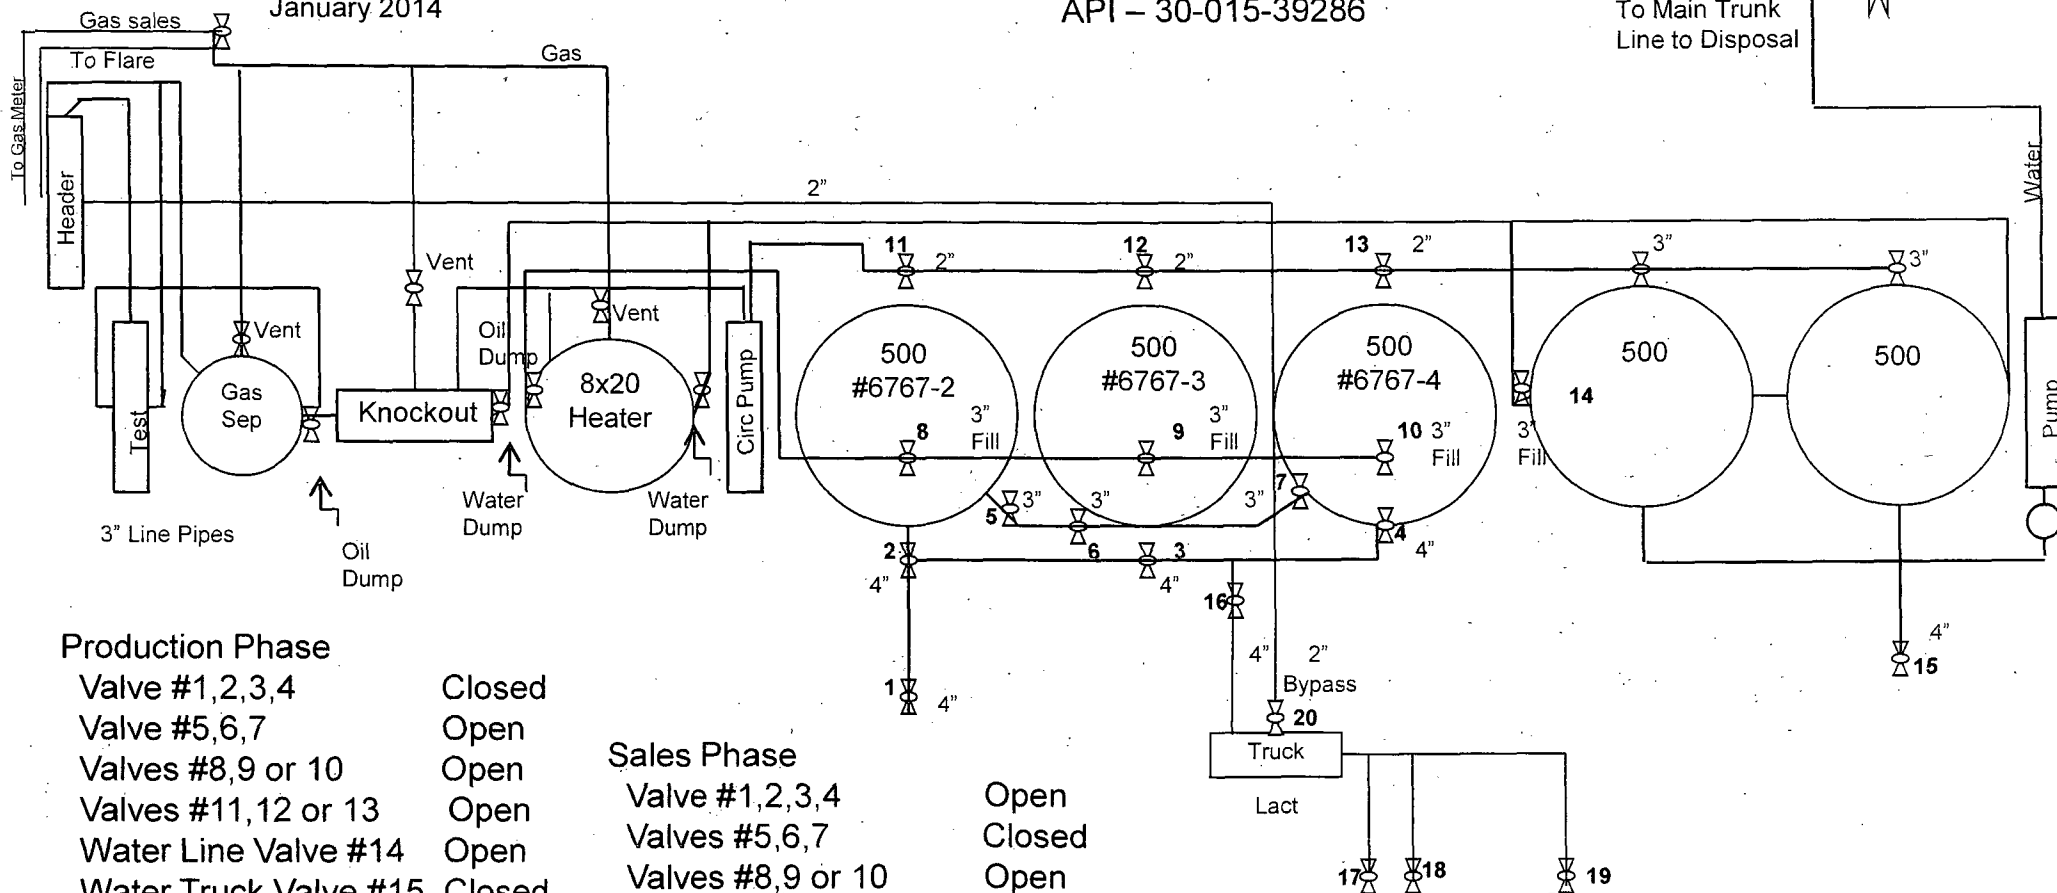 January 2014
API – 30-015-39286
To Main Trunk
Line to Disposal
Gas sales
To Flare
Gas
To Gas Meter
Header
2”
Water
11
2”
12
2”
13
2”
3”
3”
Vent
Vent
Oil
Dump
Vent
Test
Gas
Sep
Knockout
8x20
Heater
Circ Pump
500
#6767-2
3”
Fill
8
500
#6767-3
3”
Fill
9
500
#6767-4
10
3”
Fill
14
3”
Fill
500
500
Pump
3” Line Pipes
Oil
Dump
Water
Dump
Water
Dump
5
3”
3”
6
3”
7
2
4”
3
4”
4
4”
16
4”
2”
Bypass
20
1
4”
4”
15
Truck
Lact
17
18
19
Production Phase
Valve #1,2,3,4 Closed
Valve #5,6,7 Open
Valves #8,9 or 10 Open
Valves #11,12 or 13 Open
Water Line Valve #14 Open
Water Truck Valve #15 Closed
Sales Phase
Valve #1,2,3,4 Open
Valves #5,6,7 Closed
Valves #8,9 or 10 Open